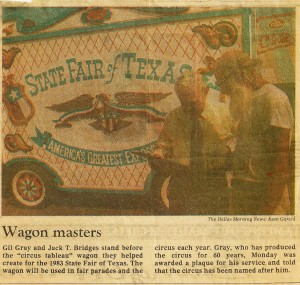 STATE FAIR of TEXAS
AMERICA'S GREATEST
The Dallas Morning News:
Wagon masters
Gil Gray and Jack T. Bridges stand before
the "circus tableau" wagon they helped
create for the 1983 State Fair of Texas. The
wagon will be used in fair parades and the
circus each year. Gray, who has produced
the circus for 60 years, Monday was
awarded a plaque for his service, and told
that the circus has been named after him.